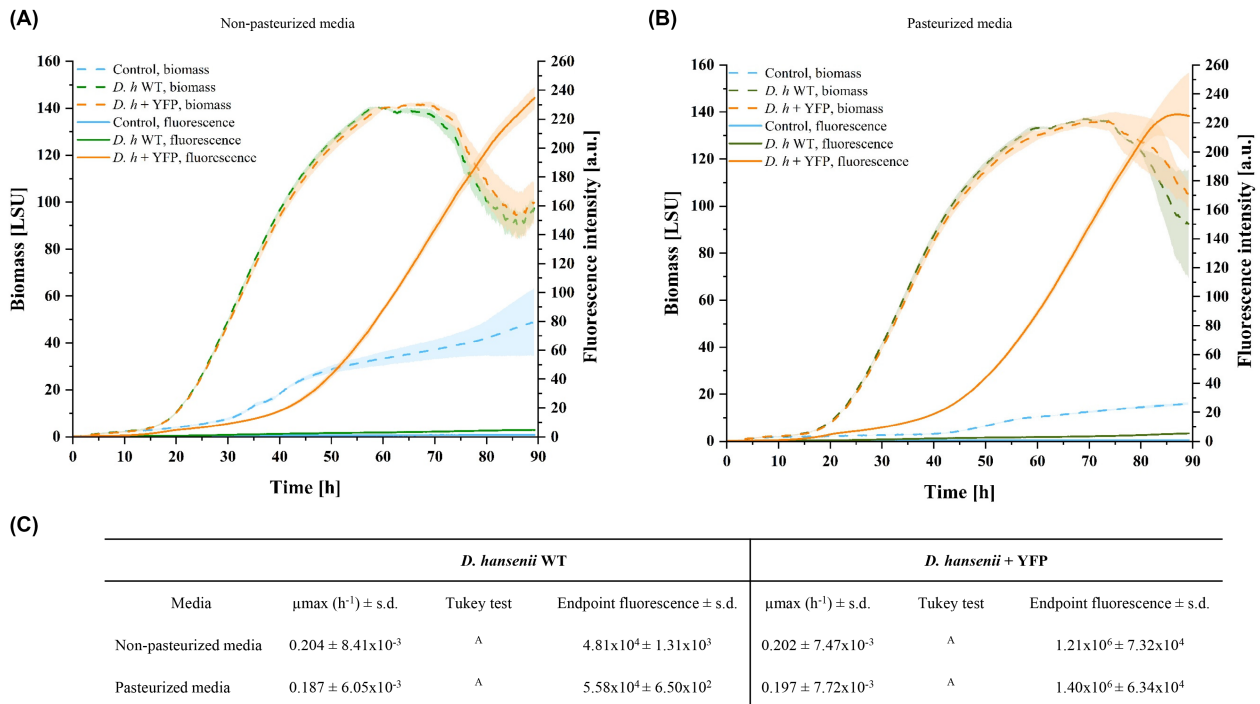 (A)
Non-pasteurized media
Biomass [LSU]
160
140
120
100
80
60
40
20
0
Control, biomass
D. h WT, biomass
D. h + YFP, biomass
Control, fluorescence
D. h WT, fluorescence
D. h + YFP, fluorescence
260
240
220
200
180
160
140
120
100
80
60
40
20
0
Fluorescence intensity [a.u.]
0 10 20 30 40 50 60 70 80 90
Time [h]
(B)
Pasteurized media
Biomass [LSU]
160
140
120
100
80
60
40
20
0
Control, biomass
D. h WT, biomass
D. h + YFP, biomass
Control, fluorescence
D. h WT, fluorescence
D. h + YFP, fluorescence
260
240
220
200
180
160
140
120
100
80
60
40
20
0
Fluorescence intensity [a.u.]
0 10 20 30 40 50 60 70 80 90
Time [h]
(C)
D. hansenii WT D. hansenii + YFP
Media µmax (h⁻¹) ± s.d. Tukey test Endpoint fluorescence ± s.d. µmax (h⁻¹) ± s.d. Tukey test Endpoint fluorescence ± s.d.
Non-pasteurized media 0.204 ± 8.41x10⁻³ A 4.81x10⁴ ± 1.31x10³ 0.202 ± 7.47x10⁻³ A 1.21x10⁶ ± 7.32x10⁴
Pasteurized media 0.187 ± 6.05x10⁻³ A 5.58x10⁴ ± 6.50x10² 0.197 ± 7.72x10⁻³ A 1.40x10⁶ ± 6.34x10⁴